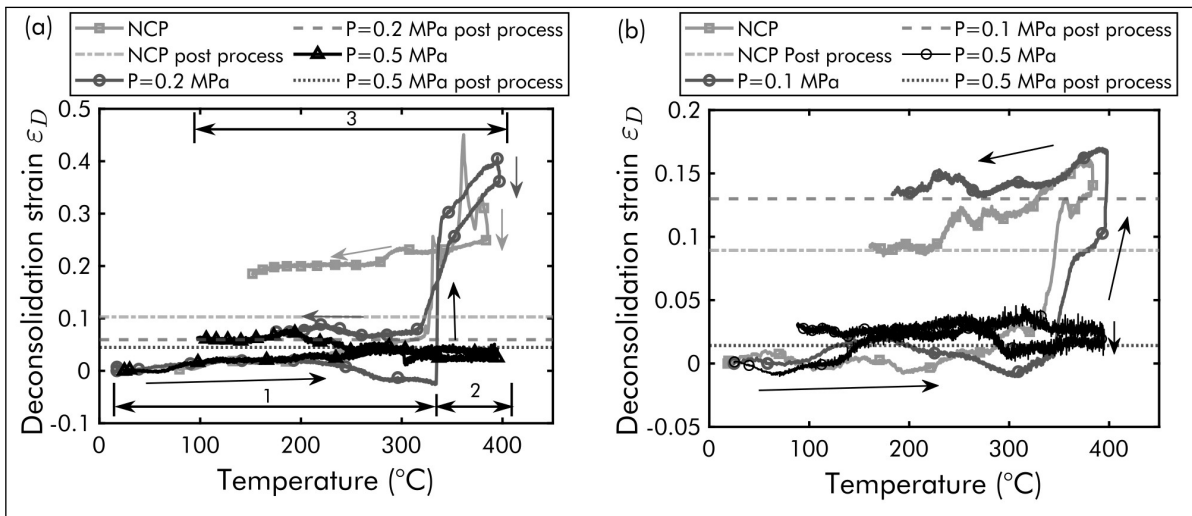 (a)
NCP
P=0.2 MPa post process
NCP post process
P=0.5 MPa
P=0.2 MPa
P=0.5 MPa post process
Deconsolidation strain ε_D
0.5
0.4
0.3
0.2
0.1
0
-0.1
3
1
2
0
100
200
300
400
Temperature (°C)
(b)
NCP
P=0.1 MPa post process
NCP Post process
P=0.5 MPa
P=0.1 MPa
P=0.5 MPa post process
Deconsolidation strain ε_D
0.2
0.15
0.1
0.05
0
-0.05
0
100
200
300
400
Temperature (°C)